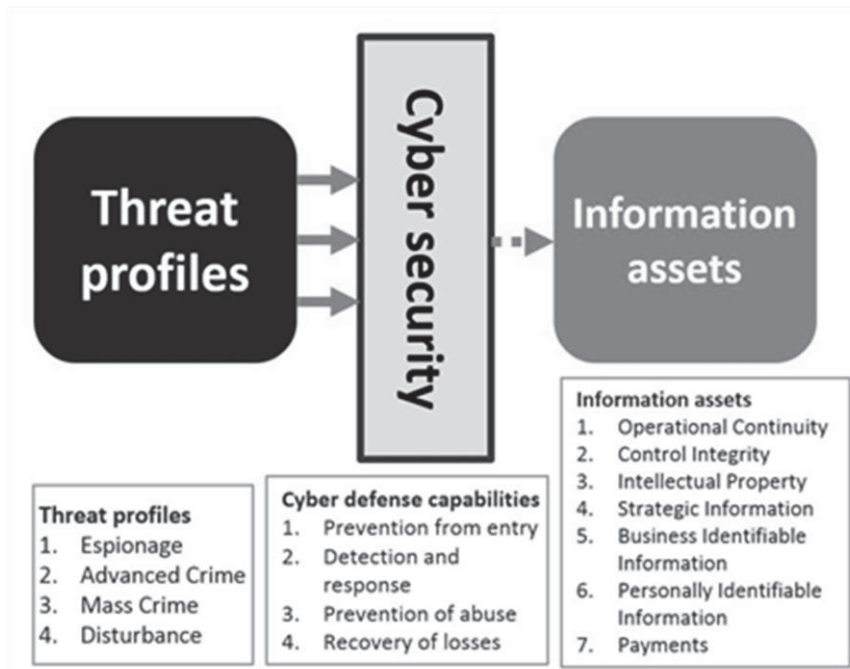 Threat
profiles
Cyber security
Information
assets
Threat profiles
1. Espionage
2. Advanced Crime
3. Mass Crime
4. Disturbance
Cyber defense capabilities
1. Prevention from entry
2. Detection and
response
3. Prevention of abuse
4. Recovery of losses
Information assets
1. Operational Continuity
2. Control Integrity
3. Intellectual Property
4. Strategic Information
5. Business Identifiable
Information
6. Personally Identifiable
Information
7. Payments